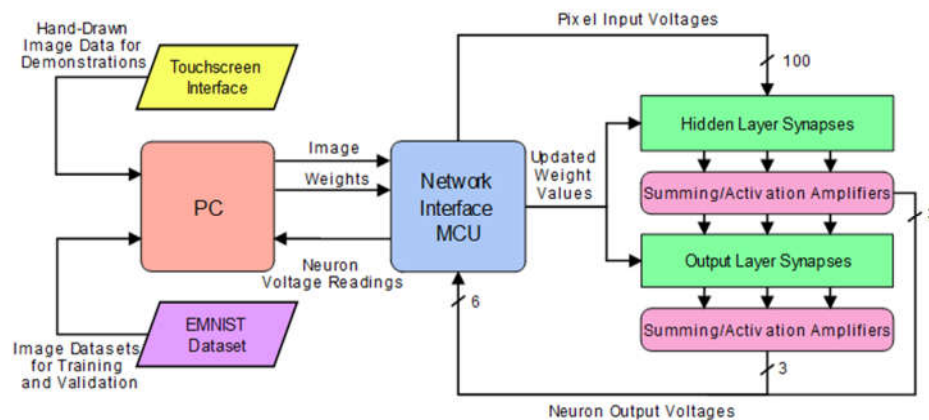 Pixel Input Voltages
Hand-Drawn
Image Data for
Demonstrations
Touchscreen
Interface
100
Hidden Layer Synapses
Image
Weights
PC
Network
Interface
MCU
Updated
Weight
Values
Summing/Activation Amplifiers
Neuron
Voltage Readings
Output Layer Synapses
6
EMNIST
Dataset
Summing/Activation Amplifiers
Image Datasets
for Training
and Validation
3
Neuron Output Voltages